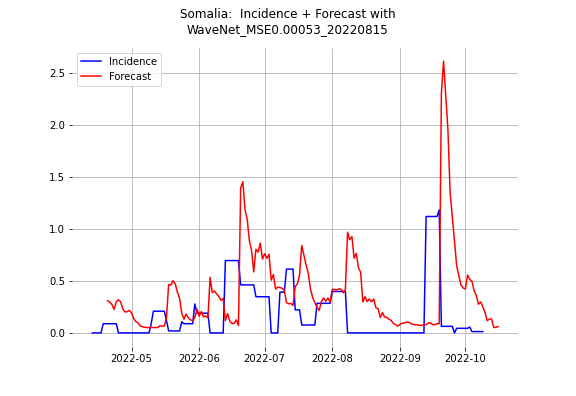 Somalia:  Incidence + Forecast with
WaveNet_MSE0.00053_20220815
Incidence
Forecast
2.5
2.0
1.5
1.0
0.5
0.0
2022-05 2022-06 2022-07 2022-08 2022-09 2022-10